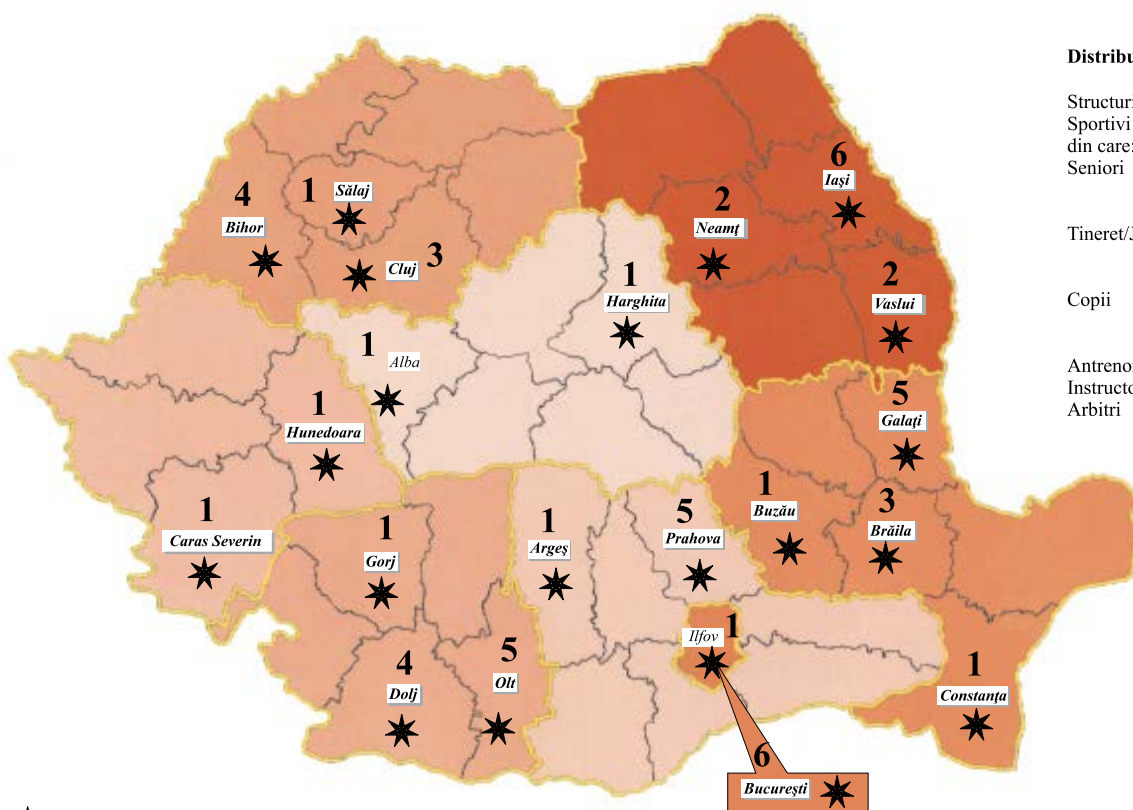 6
Iaşi
2
Neamţ
2
Vaslui
4
Bihor
1
Sălaj
Cluj
3
1
Harghita
1
Alba
1
Hunedoara
1
Caras Severin
5
Galaţi
1
Buzău
3
Brăila
1
Constanţa
1
Gorj
4
Dolj
5
Olt
1
Argeş
5
Prahova
Ilfov
1
6
Bucureşti
Distribu
Structuri
Sportivi
din care:
Seniori
Tineret/J
Copii
Antreno
Instructo
Arbitri